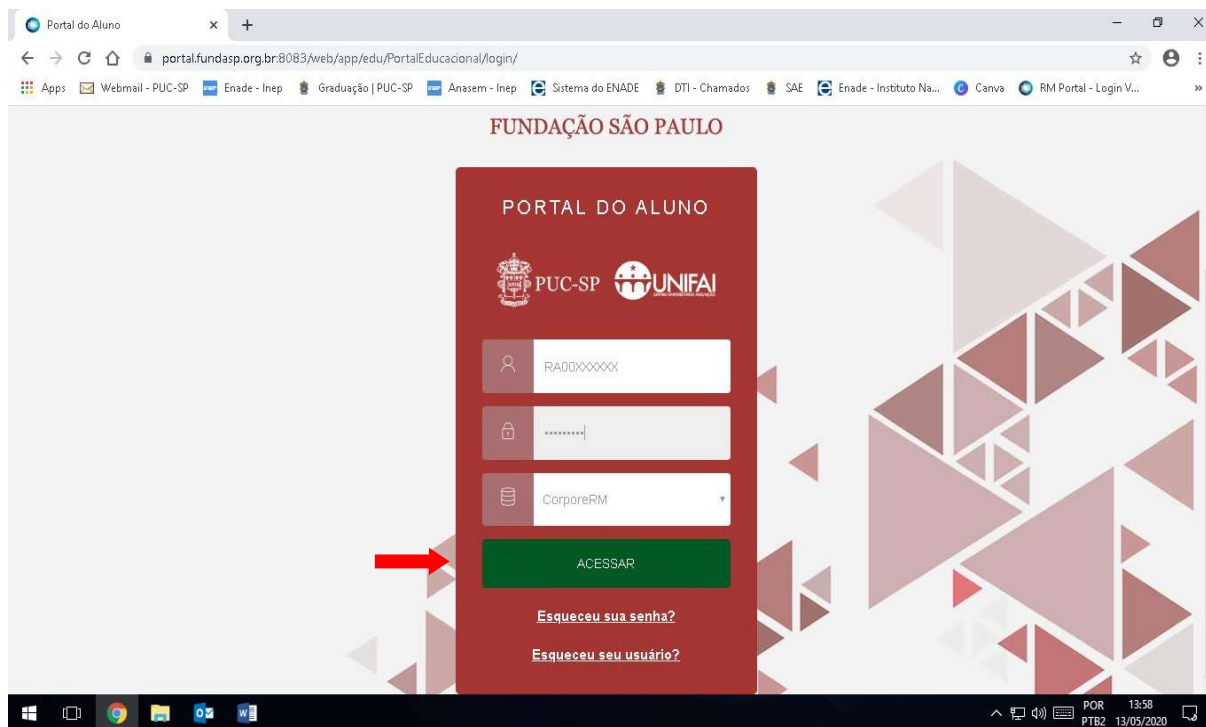 Portal do Aluno
portal.fundasp.org.br:8083/web/app/edu/PortalEducacional/login/
Apps Webmail - PUC-SP Enade - Inep Graduação | PUC-SP Anasem - Inep Sistema do ENADE DTI - Chamados SAE Enade - Instituto Na... Canva RM Portal - Login V... »
FUNDAÇÃO SÃO PAULO
PORTAL DO ALUNO
PUC-SP UNIFAI
RA00XXXXXX
CorporeRM
ACESSAR
Esqueceu sua senha?
Esqueceu seu usuário?
POR 13:58
PTB2 13/05/2020